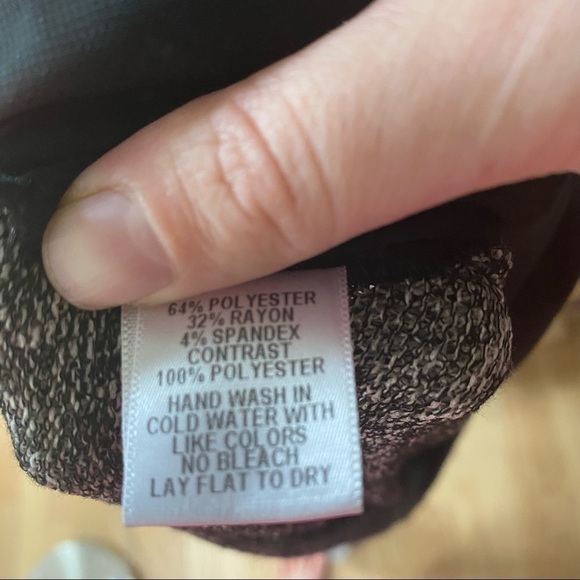 64% POLYESTER
32% RAYON
4% SPANDEX
CONTRAST
100% POLYESTER
HAND WASH IN
COLD WATER WITH
LIKE COLORS
NO BLEACH
LAY FLAT TO DRY